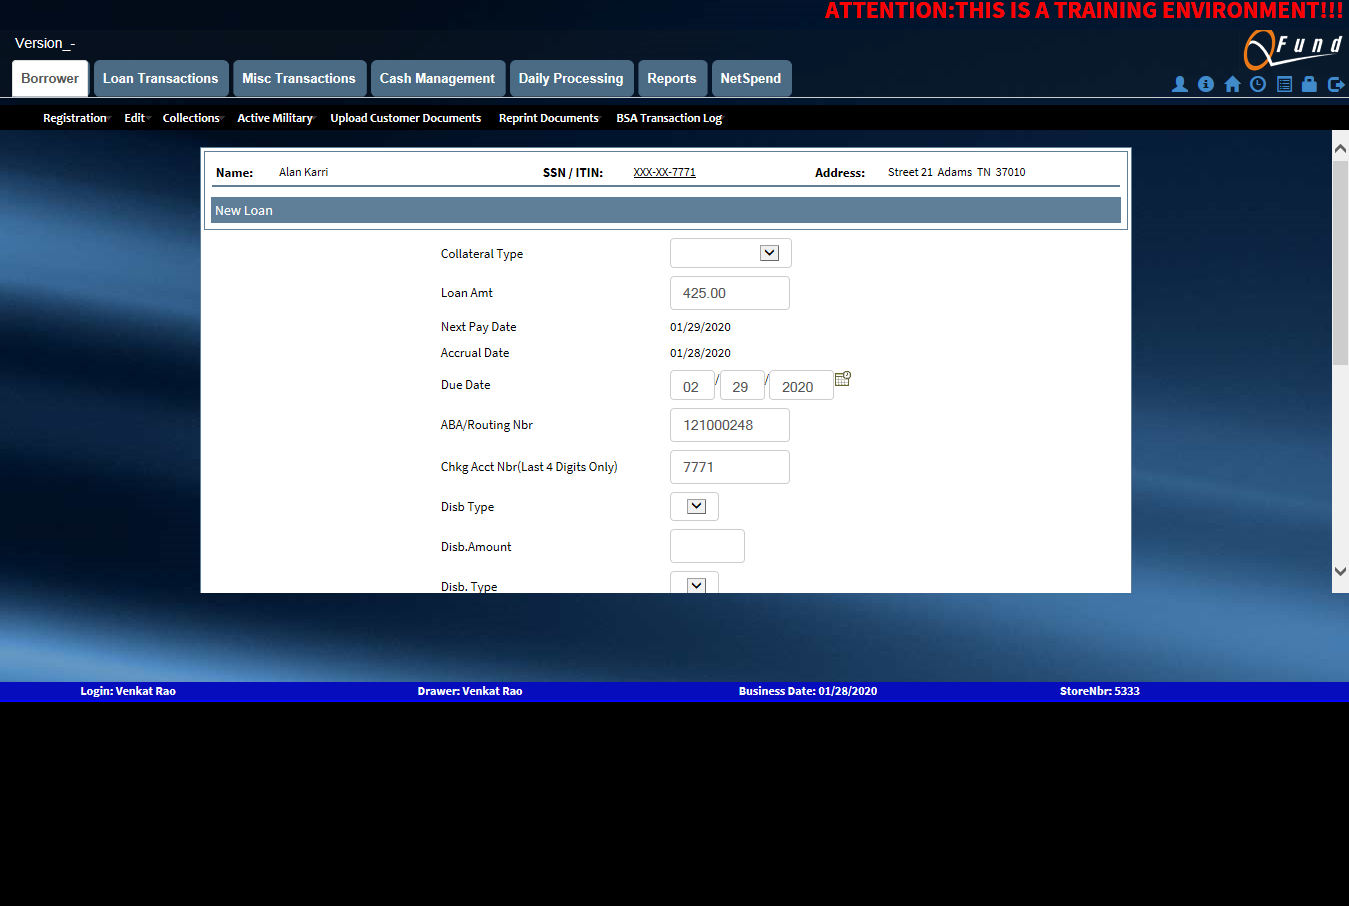 ATTENTION:THIS IS A TRAINING ENVIRONMENT!!!
Version_-
QFund
Borrower Loan Transactions Misc Transactions Cash Management Daily Processing Reports NetSpend
Registration Edit Collections Active Military Upload Customer Documents Reprint Documents BSA Transaction Log
Name: Alan Karri SSN / ITIN: XXX-XX-7771 Address: Street 21 Adams TN 37010
New Loan
Collateral Type
Loan Amt 425.00
Next Pay Date 01/29/2020
Accrual Date 01/28/2020
Due Date 02 / 29 / 2020
ABA/Routing Nbr 121000248
Chkg Acct Nbr(Last 4 Digits Only) 7771
Disb Type
Disb.Amount
Disb. Type
Login: Venkat Rao Drawer: Venkat Rao Business Date: 01/28/2020 StoreNbr: 5333